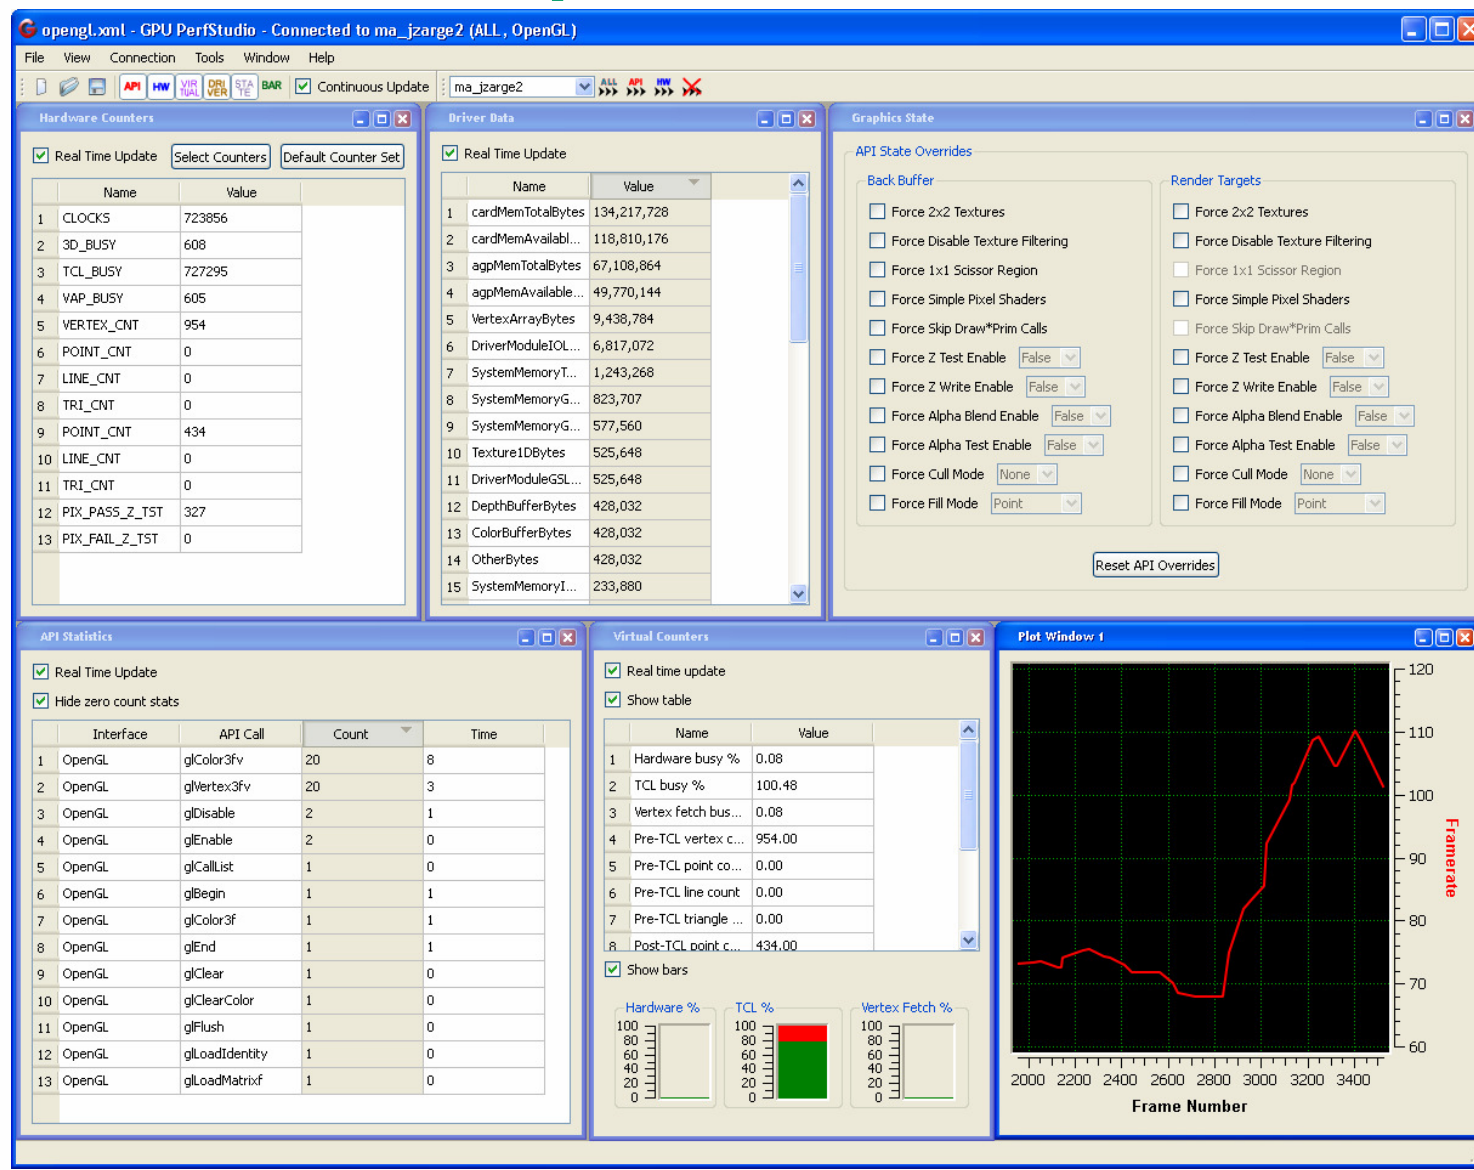 opengl.xml - GPU PerfStudio - Connected to ma_jzarge2 (ALL, OpenGL)
File View Connection Tools Window Help
API HW VIRTUAL DRIVER STATE BAR Continuous Update ma_jzarge2 ALL API HW
Hardware Counters
Real Time Update Select Counters Default Counter Set
Name Value
1 CLOCKS 723856
2 3D_BUSY 608
3 TCL_BUSY 727295
4 VAP_BUSY 605
5 VERTEX_CNT 954
6 POINT_CNT 0
7 LINE_CNT 0
8 TRI_CNT 0
9 POINT_CNT 434
10 LINE_CNT 0
11 TRI_CNT 0
12 PIX_PASS_Z_TST 327
13 PIX_FAIL_Z_TST 0
Driver Data
Real Time Update
Name Value
1 cardMemTotalBytes 134,217,728
2 cardMemAvailabl... 118,810,176
3 agpMemTotalBytes 67,108,864
4 agpMemAvailable... 49,770,144
5 VertexArrayBytes 9,438,784
6 DriverModuleIOL... 6,817,072
7 SystemMemoryT... 1,243,268
8 SystemMemoryG... 823,707
9 SystemMemoryG... 577,560
10 Texture1DBytes 525,648
11 DriverModuleGSL... 525,648
12 DepthBufferBytes 428,032
13 ColorBufferBytes 428,032
14 OtherBytes 428,032
15 SystemMemoryI... 233,880
Graphics State
API State Overrides
Back Buffer
Force 2x2 Textures
Force Disable Texture Filtering
Force 1x1 Scissor Region
Force Simple Pixel Shaders
Force Skip Draw*Prim Calls
Force Z Test Enable False
Force Z Write Enable False
Force Alpha Blend Enable False
Force Alpha Test Enable False
Force Cull Mode None
Force Fill Mode Point
Render Targets
Force 2x2 Textures
Force Disable Texture Filtering
Force 1x1 Scissor Region
Force Simple Pixel Shaders
Force Skip Draw*Prim Calls
Force Z Test Enable False
Force Z Write Enable False
Force Alpha Blend Enable False
Force Alpha Test Enable False
Force Cull Mode None
Force Fill Mode Point
Reset API Overrides
API Statistics
Real Time Update
Hide zero count stats
Interface API Call Count Time
1 OpenGL glColor3fv 20 8
2 OpenGL glVertex3fv 20 3
3 OpenGL glDisable 2 1
4 OpenGL glEnable 2 0
5 OpenGL glCallList 1 0
6 OpenGL glBegin 1 1
7 OpenGL glColor3f 1 1
8 OpenGL glEnd 1 1
9 OpenGL glClear 1 0
10 OpenGL glClearColor 1 0
11 OpenGL glFlush 1 0
12 OpenGL glLoadIdentity 1 0
13 OpenGL glLoadMatrixf 1 0
Virtual Counters
Real time update
Show table
Name Value
1 Hardware busy % 0.08
2 TCL busy % 100.48
3 Vertex fetch bus... 0.08
4 Pre-TCL vertex c... 954.00
5 Pre-TCL point co... 0.00
6 Pre-TCL line count 0.00
7 Pre-TCL triangle ... 0.00
8 Post-TCL point c... 434.00
Show bars
Hardware % TCL % Vertex Fetch %
100 100 100
80 80 80
60 60 60
40 40 40
20 20 20
0 0 0
Plot Window 1
120
110
100
90
80
70
60
Framerate
2000 2200 2400 2600 2800 3000 3200 3400
Frame Number